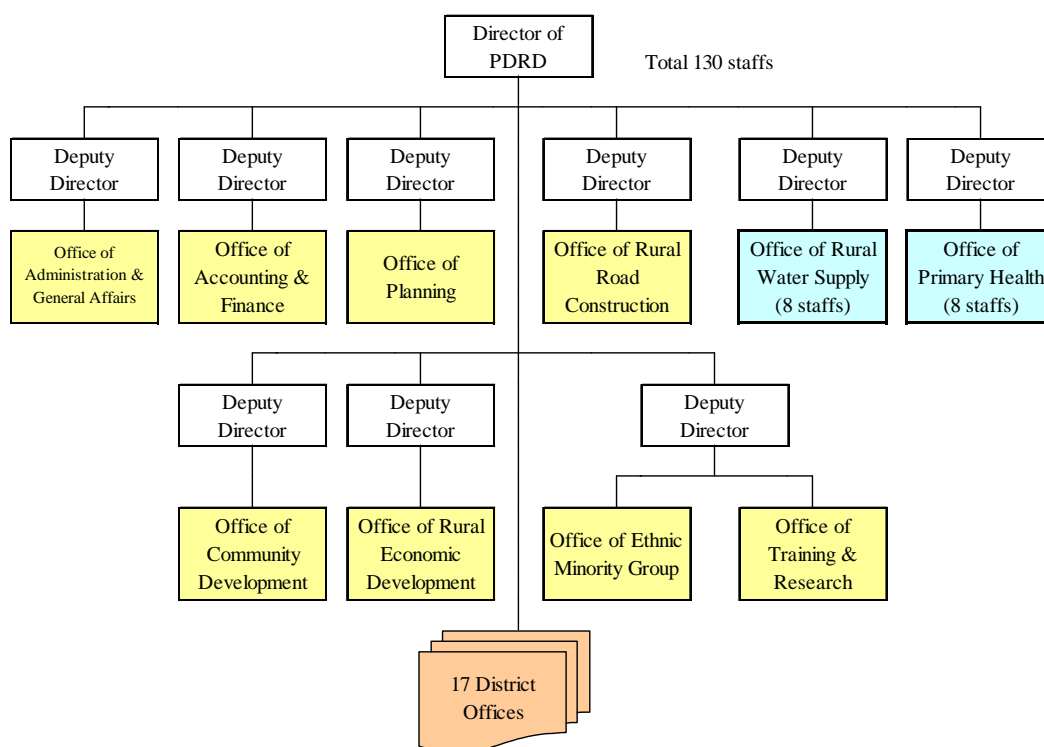 Director of
PDRD
Total 130 staffs
Deputy
Director
Deputy
Director
Deputy
Director
Deputy
Director
Deputy
Director
Deputy
Director
Office of
Administration &
General Affairs
Office of
Accounting &
Finance
Office of
Planning
Office of Rural
Road
Construction
Office of Rural
Water Supply
(8 staffs)
Office of
Primary Health
(8 staffs)
Deputy
Director
Deputy
Director
Deputy
Director
Office of
Community
Development
Office of Rural
Economic
Development
Office of Ethnic
Minority Group
Office of
Training &
Research
17 District
Offices